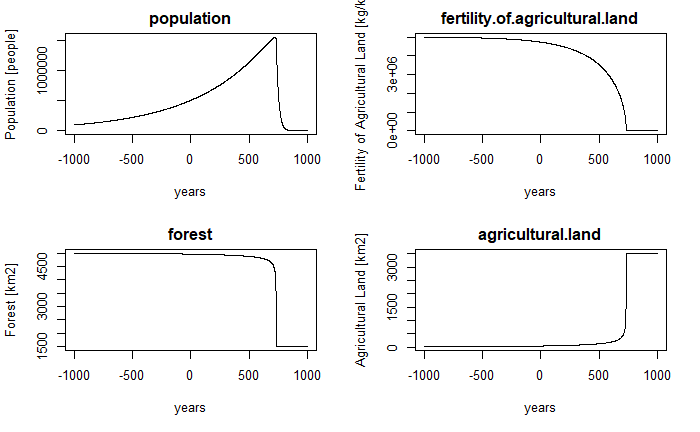 population
Population [people]
1000000
0
-1000 -500 0 500 1000
years
fertility.of.agricultural.land
Fertility of Agricultural Land [kg/k
3e+06
0e+00
-1000 -500 0 500 1000
years
forest
Forest [km2]
4500
3000
1500
-1000 -500 0 500 1000
years
agricultural.land
Agricultural Land [km2]
3000
1500
0
-1000 -500 0 500 1000
years